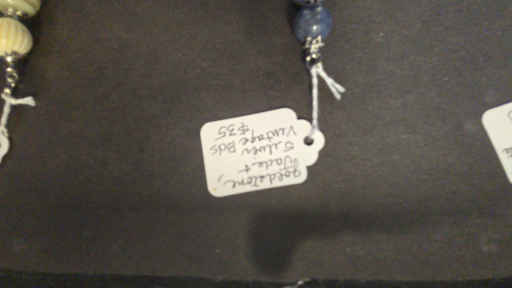 Goldstone,
Jade +
Silver Bds
Vintage
$35